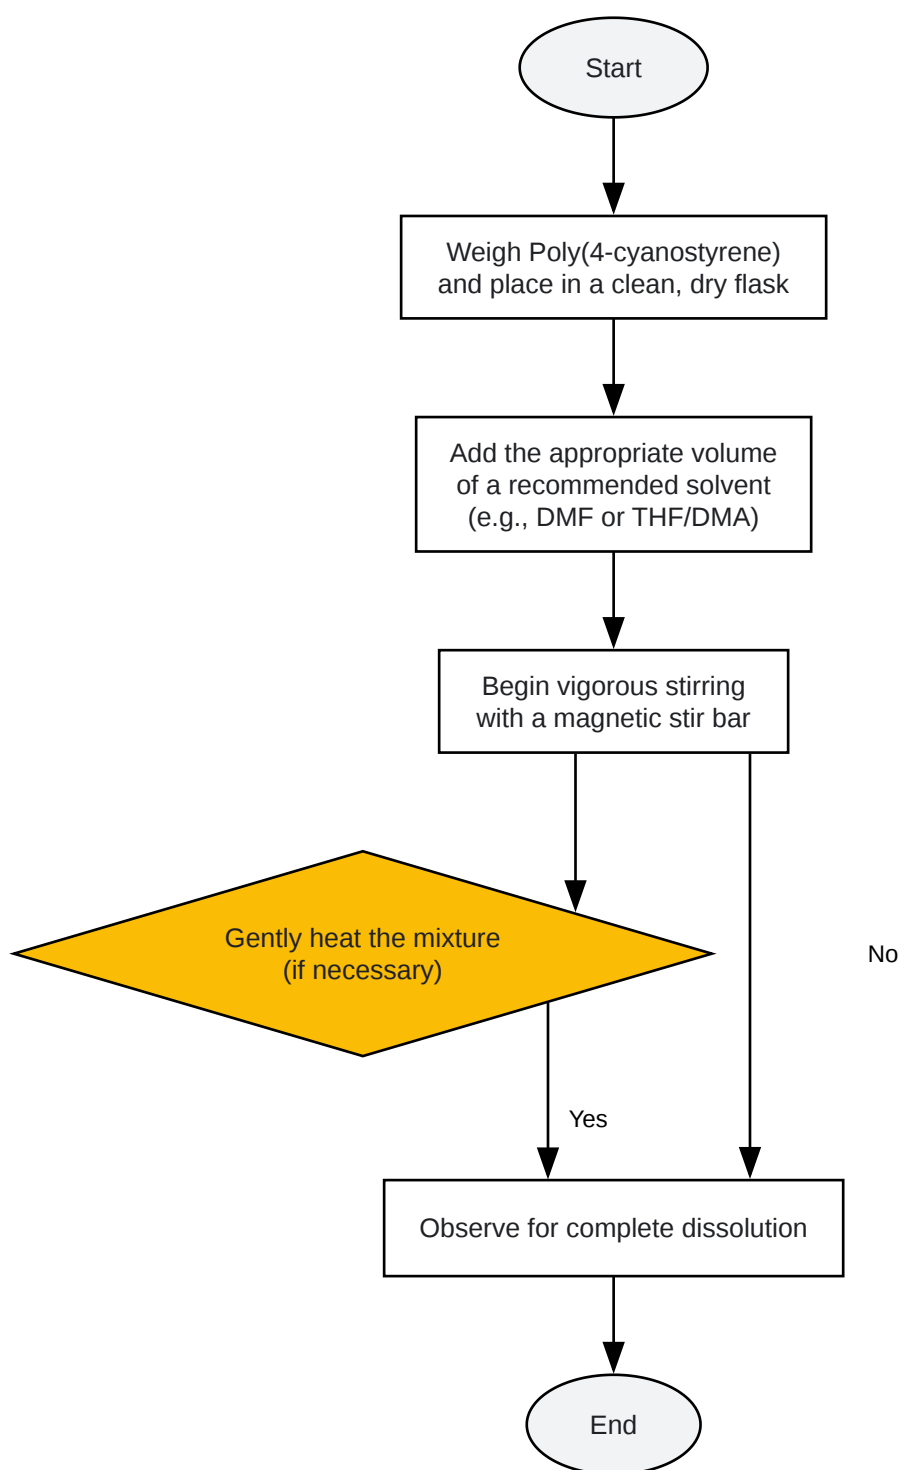 Start
Weigh Poly(4-cyanostyrene)
and place in a clean, dry flask
Add the appropriate volume
of a recommended solvent
(e.g., DMF or THF/DMA)
Begin vigorous stirring
with a magnetic stir bar
Gently heat the mixture
(if necessary)
No
Yes
Observe for complete dissolution
End